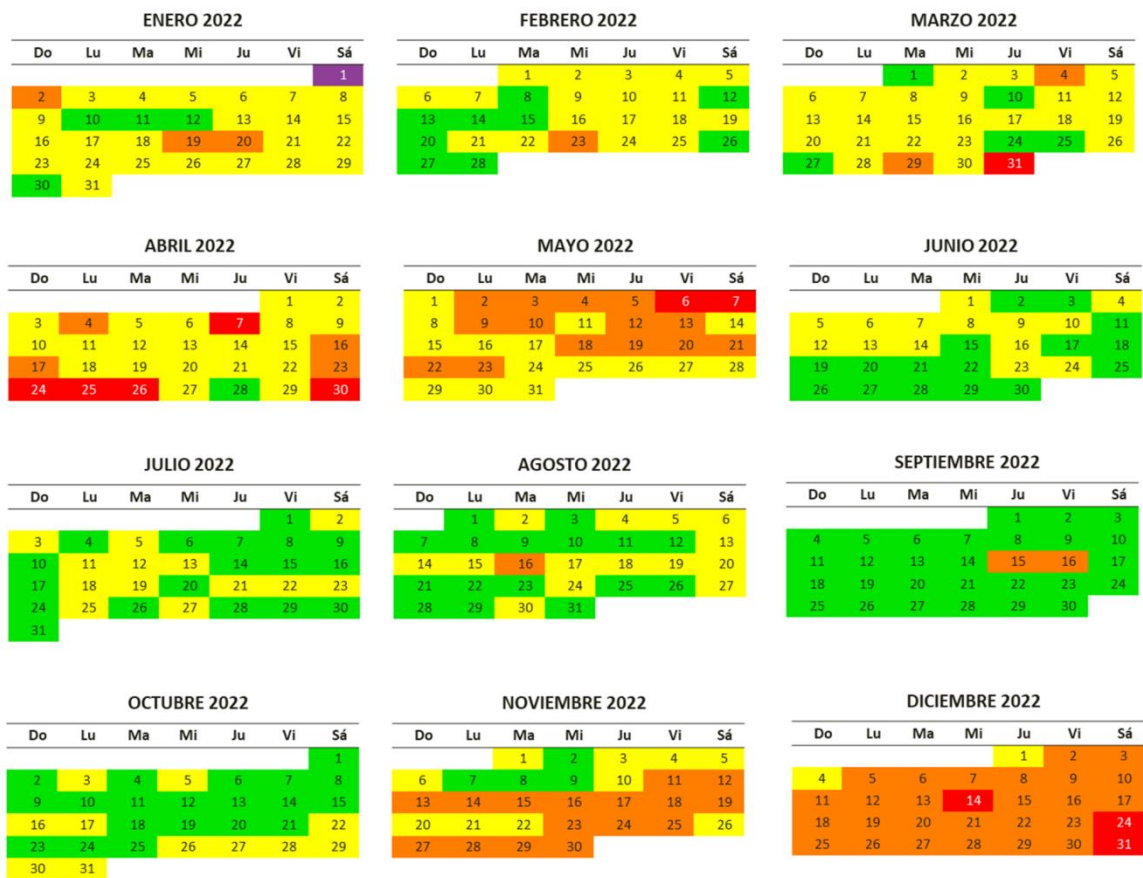 ENERO 2022
Do Lu Ma Mi Ju Vi Sá
1
2 3 4 5 6 7 8
9 10 11 12 13 14 15
16 17 18 19 20 21 22
23 24 25 26 27 28 29
30 31
FEBRERO 2022
Do Lu Ma Mi Ju Vi Sá
1 2 3 4 5
6 7 8 9 10 11 12
13 14 15 16 17 18 19
20 21 22 23 24 25 26
27 28
MARZO 2022
Do Lu Ma Mi Ju Vi Sá
1 2 3 4 5
6 7 8 9 10 11 12
13 14 15 16 17 18 19
20 21 22 23 24 25 26
27 28 29 30 31
ABRIL 2022
Do Lu Ma Mi Ju Vi Sá
1 2
3 4 5 6 7 8 9
10 11 12 13 14 15 16
17 18 19 20 21 22 23
24 25 26 27 28 29 30
MAYO 2022
Do Lu Ma Mi Ju Vi Sá
1 2 3 4 5 6 7
8 9 10 11 12 13 14
15 16 17 18 19 20 21
22 23 24 25 26 27 28
29 30 31
JUNIO 2022
Do Lu Ma Mi Ju Vi Sá
1 2 3 4
5 6 7 8 9 10 11
12 13 14 15 16 17 18
19 20 21 22 23 24 25
26 27 28 29 30
JULIO 2022
Do Lu Ma Mi Ju Vi Sá
1 2
3 4 5 6 7 8 9
10 11 12 13 14 15 16
17 18 19 20 21 22 23
24 25 26 27 28 29 30
31
AGOSTO 2022
Do Lu Ma Mi Ju Vi Sá
1 2 3 4 5 6
7 8 9 10 11 12 13
14 15 16 17 18 19 20
21 22 23 24 25 26 27
28 29 30 31
SEPTIEMBRE 2022
Do Lu Ma Mi Ju Vi Sá
1 2 3
4 5 6 7 8 9 10
11 12 13 14 15 16 17
18 19 20 21 22 23 24
25 26 27 28 29 30
OCTUBRE 2022
Do Lu Ma Mi Ju Vi Sá
1
2 3 4 5 6 7 8
9 10 11 12 13 14 15
16 17 18 19 20 21 22
23 24 25 26 27 28 29
30 31
NOVIEMBRE 2022
Do Lu Ma Mi Ju Vi Sá
1 2 3 4 5
6 7 8 9 10 11 12
13 14 15 16 17 18 19
20 21 22 23 24 25 26
27 28 29 30
DICIEMBRE 2022
Do Lu Ma Mi Ju Vi Sá
1 2 3
4 5 6 7 8 9 10
11 12 13 14 15 16 17
18 19 20 21 22 23 24
25 26 27 28 29 30 31